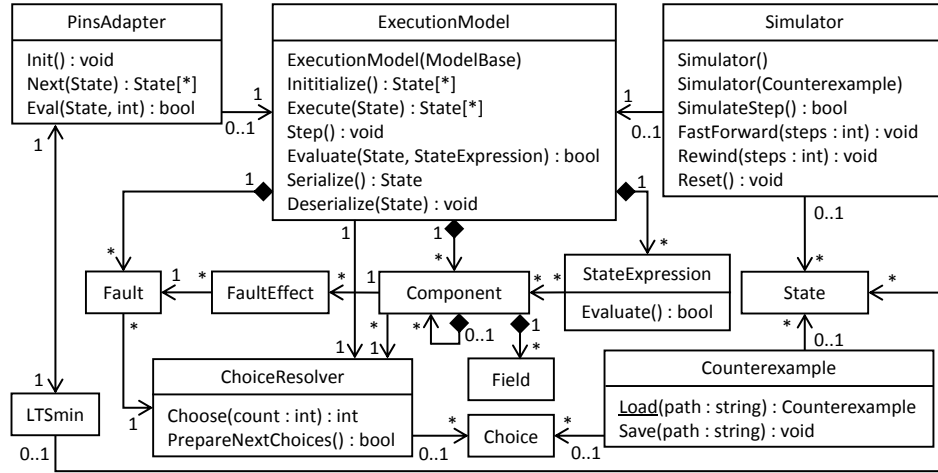 PinsAdapter
Init() : void
Next(State) : State[*]
Eval(State, int) : bool
ExecutionModel
ExecutionModel(ModelBase)
Inititialize() : State[*]
Execute(State) : State[*]
Step() : void
Evaluate(State, StateExpression) : bool
Serialize() : State
Deserialize(State) : void
Simulator
Simulator()
Simulator(Counterexample)
SimulateStep() : bool
FastForward(steps : int) : void
Rewind(steps : int) : void
Reset() : void
1
0..1
1
0..1
1
1
1
1
1
0..1
*
*
*
*
Fault
1
*
FaultEffect
*
1
Component
*
*
StateExpression
Evaluate() : bool
State
*
*
*
*
0..1
1
*
1
1
*
0..1
1
1
LTSmin
0..1
ChoiceResolver
Choose(count : int) : int
PrepareNextChoices() : bool
Field
Counterexample
Load(path : string) : Counterexample
Save(path : string) : void
0..1
*
Choice
*
0..1